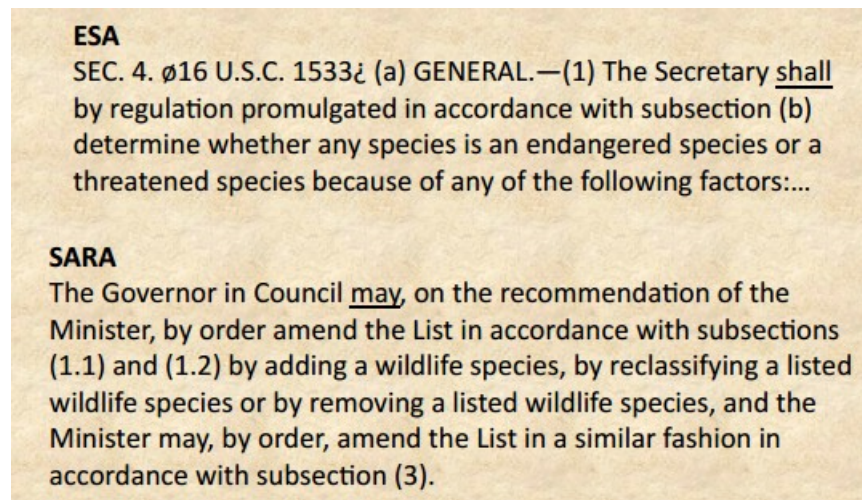 ESA
SEC. 4. ø16 U.S.C. 1533¿ (a) GENERAL.—(1) The Secretary shall
by regulation promulgated in accordance with subsection (b)
determine whether any species is an endangered species or a
threatened species because of any of the following factors:...
SARA
The Governor in Council may, on the recommendation of the
Minister, by order amend the List in accordance with subsections
(1.1) and (1.2) by adding a wildlife species, by reclassifying a listed
wildlife species or by removing a listed wildlife species, and the
Minister may, by order, amend the List in a similar fashion in
accordance with subsection (3).